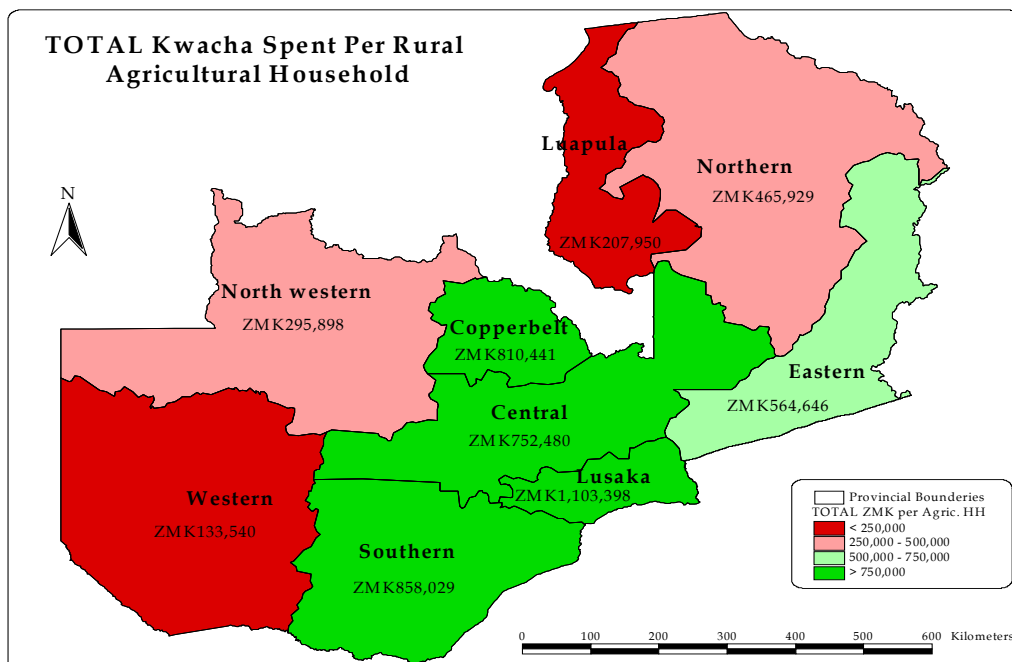 TOTAL Kwacha Spent Per Rural
Agricultural Household
N
Luapula
ZMK207,950
Northern
ZMK465,929
North western
ZMK295,898
Copperbelt
ZMK810,441
Eastern
ZMK564,646
Central
ZMK752,480
Lusaka
ZMK1,103,398
Western
ZMK133,540
Southern
ZMK858,029
Provincial Bounderies
TOTAL ZMK per Agric. HH
< 250,000
250,000 - 500,000
500,000 - 750,000
> 750,000
0 100 200 300 400 500 600 Kilometers